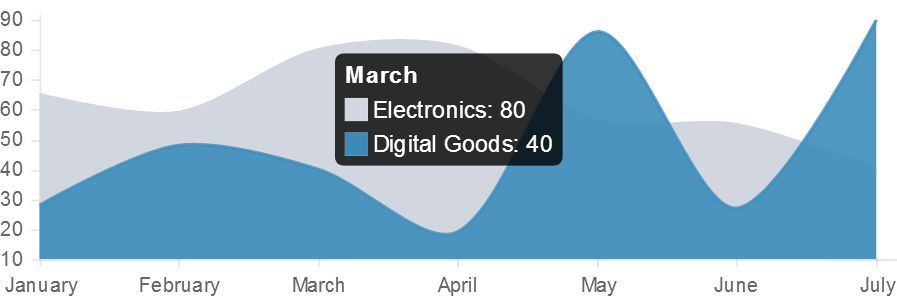 90
80
70
60
50
40
30
20
10
March
Electronics: 80
Digital Goods: 40
January February March April May June July